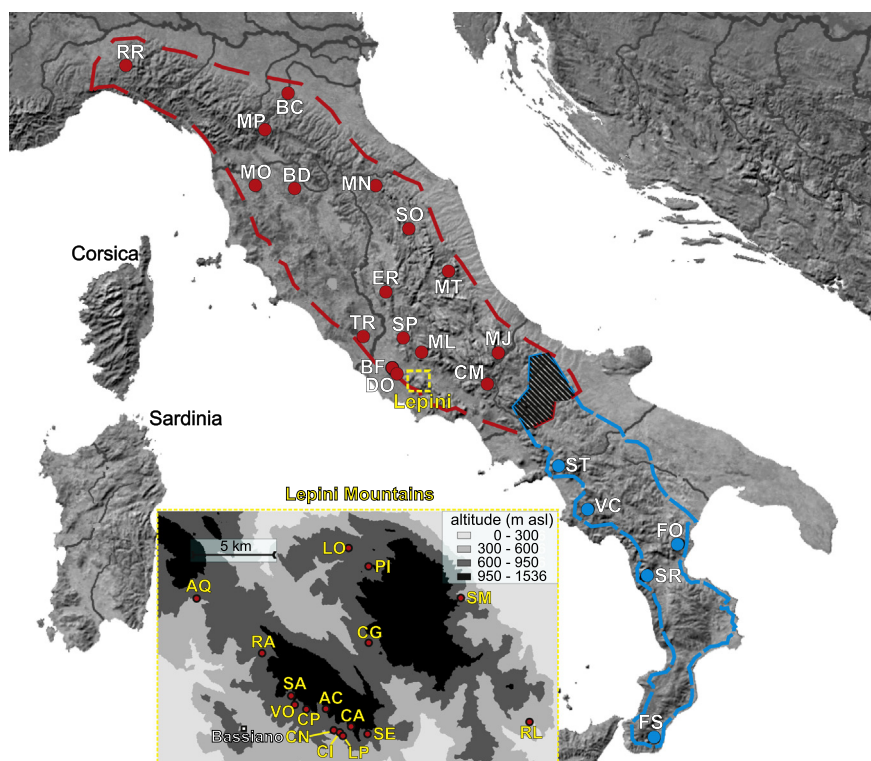 RR
BC
MP
MO
BD
MN
SO
Corsica
ER
MT
TR
SP
ML
MJ
BF
DO
CM
Lepini
Sardinia
ST
VC
FO
SR
FS
Lepini Mountains
altitude (m asl)
0 - 300
300 - 600
600 - 950
950 - 1536
5 km
LO
PI
AQ
SM
RA
CG
SA
VO
CP
AC
CA
Bassiano
CN
CI
LP
SE
RL